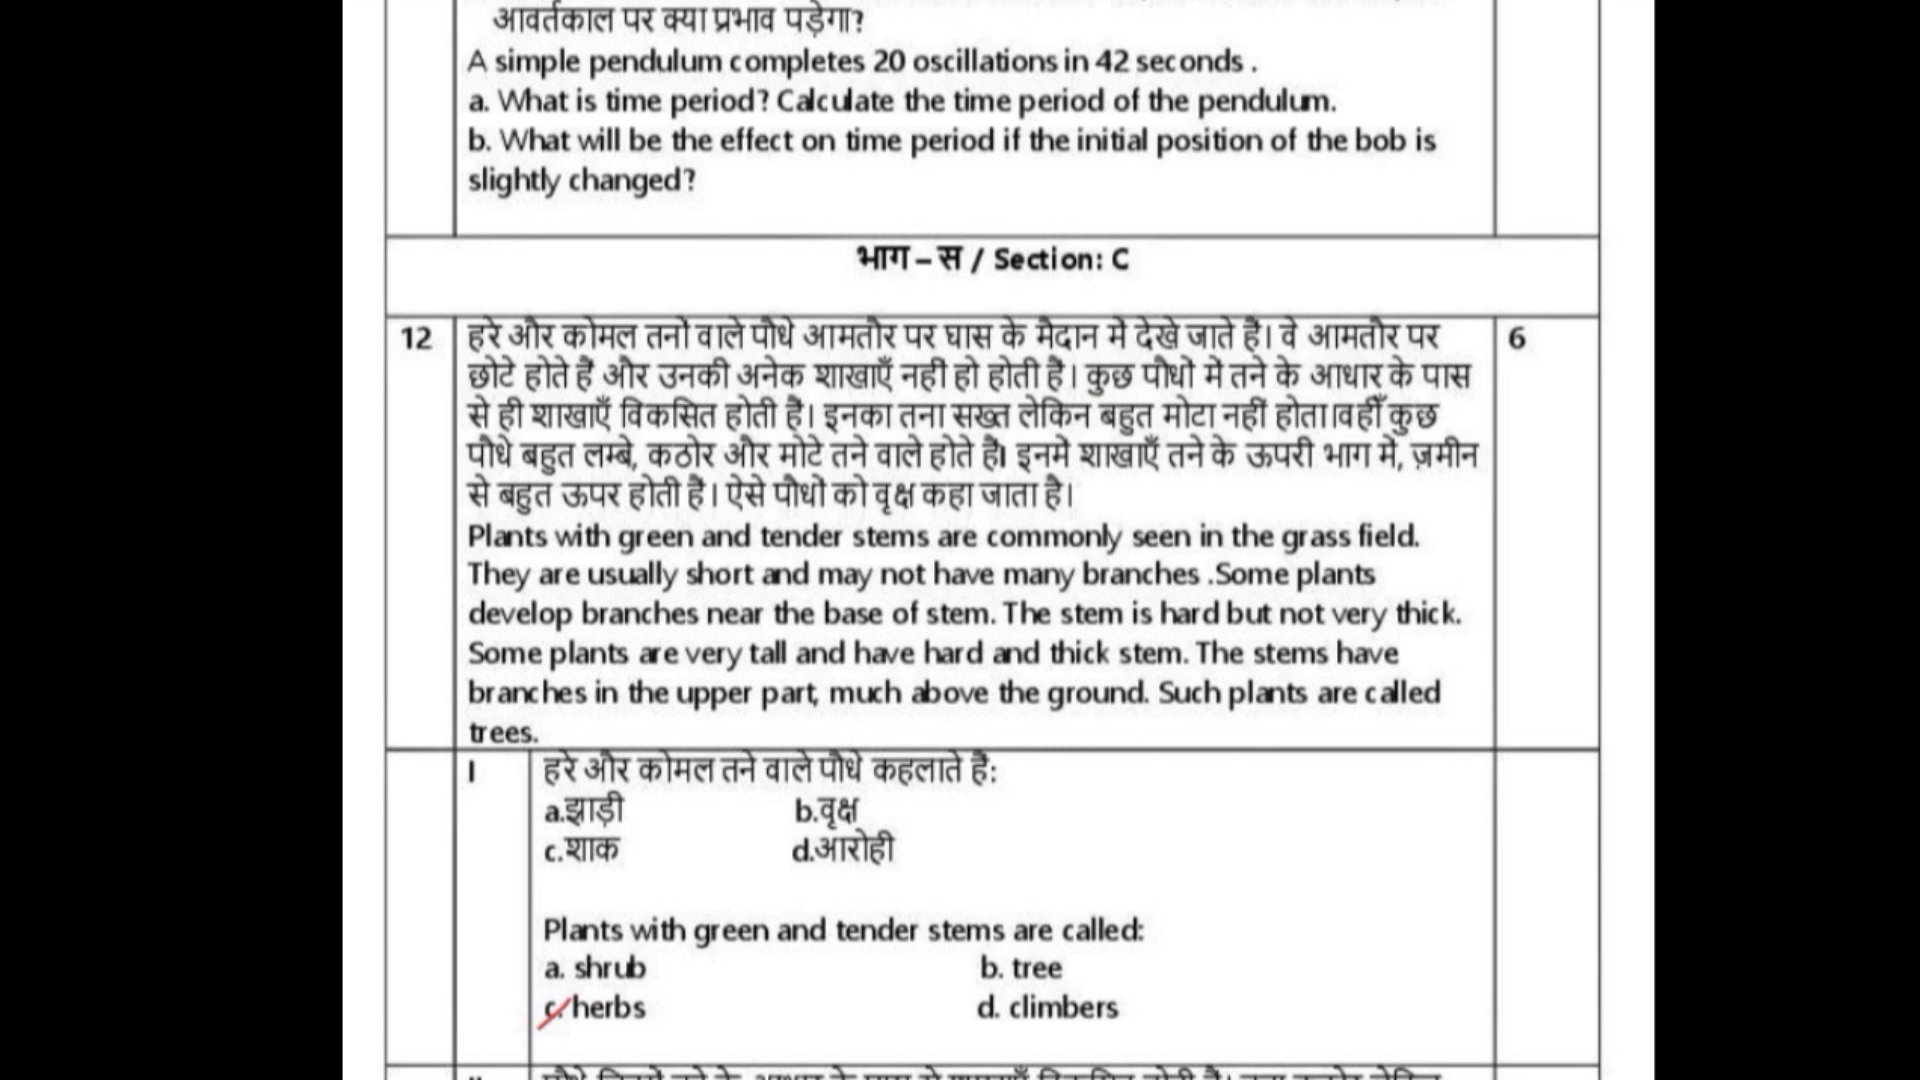 आवर्तकाल पर क्या प्रभाव पड़ेगा?
A simple pendulum completes 20 oscillations in 42 seconds .
a. What is time period? Calculate the time period of the pendulum.
b. What will be the effect on time period if the initial position of the bob is
slightly changed?
भाग – स / Section: C
12 हरे और कोमल तनों वाले पौधे आमतौर पर घास के मैदान में देखे जाते हैं। वे आमतौर पर 6
छोटे होते हैं और उनकी अनेक शाखाएँ नहीं हो होती हैं। कुछ पौधों में तने के आधार के पास
से ही शाखाएँ विकसित होती हैं। इनका तना सख्त लेकिन बहुत मोटा नहीं होता।वहीँ कुछ
पौधे बहुत लम्बे, कठोर और मोटे तने वाले होते हैं। इनमें शाखाएँ तने के ऊपरी भाग में, ज़मीन
से बहुत ऊपर होती हैं। ऐसे पौधों को वृक्ष कहा जाता है।
Plants with green and tender stems are commonly seen in the grass field.
They are usually short and may not have many branches .Some plants
develop branches near the base of stem. The stem is hard but not very thick.
Some plants are very tall and have hard and thick stem. The stems have
branches in the upper part, much above the ground. Such plants are called
trees.
I हरे और कोमल तने वाले पौधे कहलाते हैं:
a.झाड़ी b.वृक्ष
c.शाक d.आरोही
Plants with green and tender stems are called:
a. shrub b. tree
c. herbs d. climbers